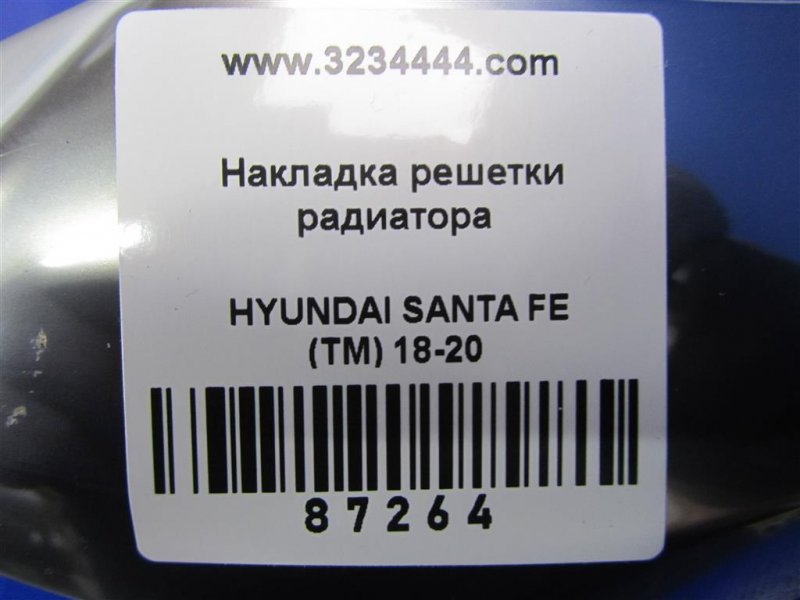 www.3234444.com
Накладка решетки
радиатора
HYUNDAI SANTA FE
(TM) 18-20
87264